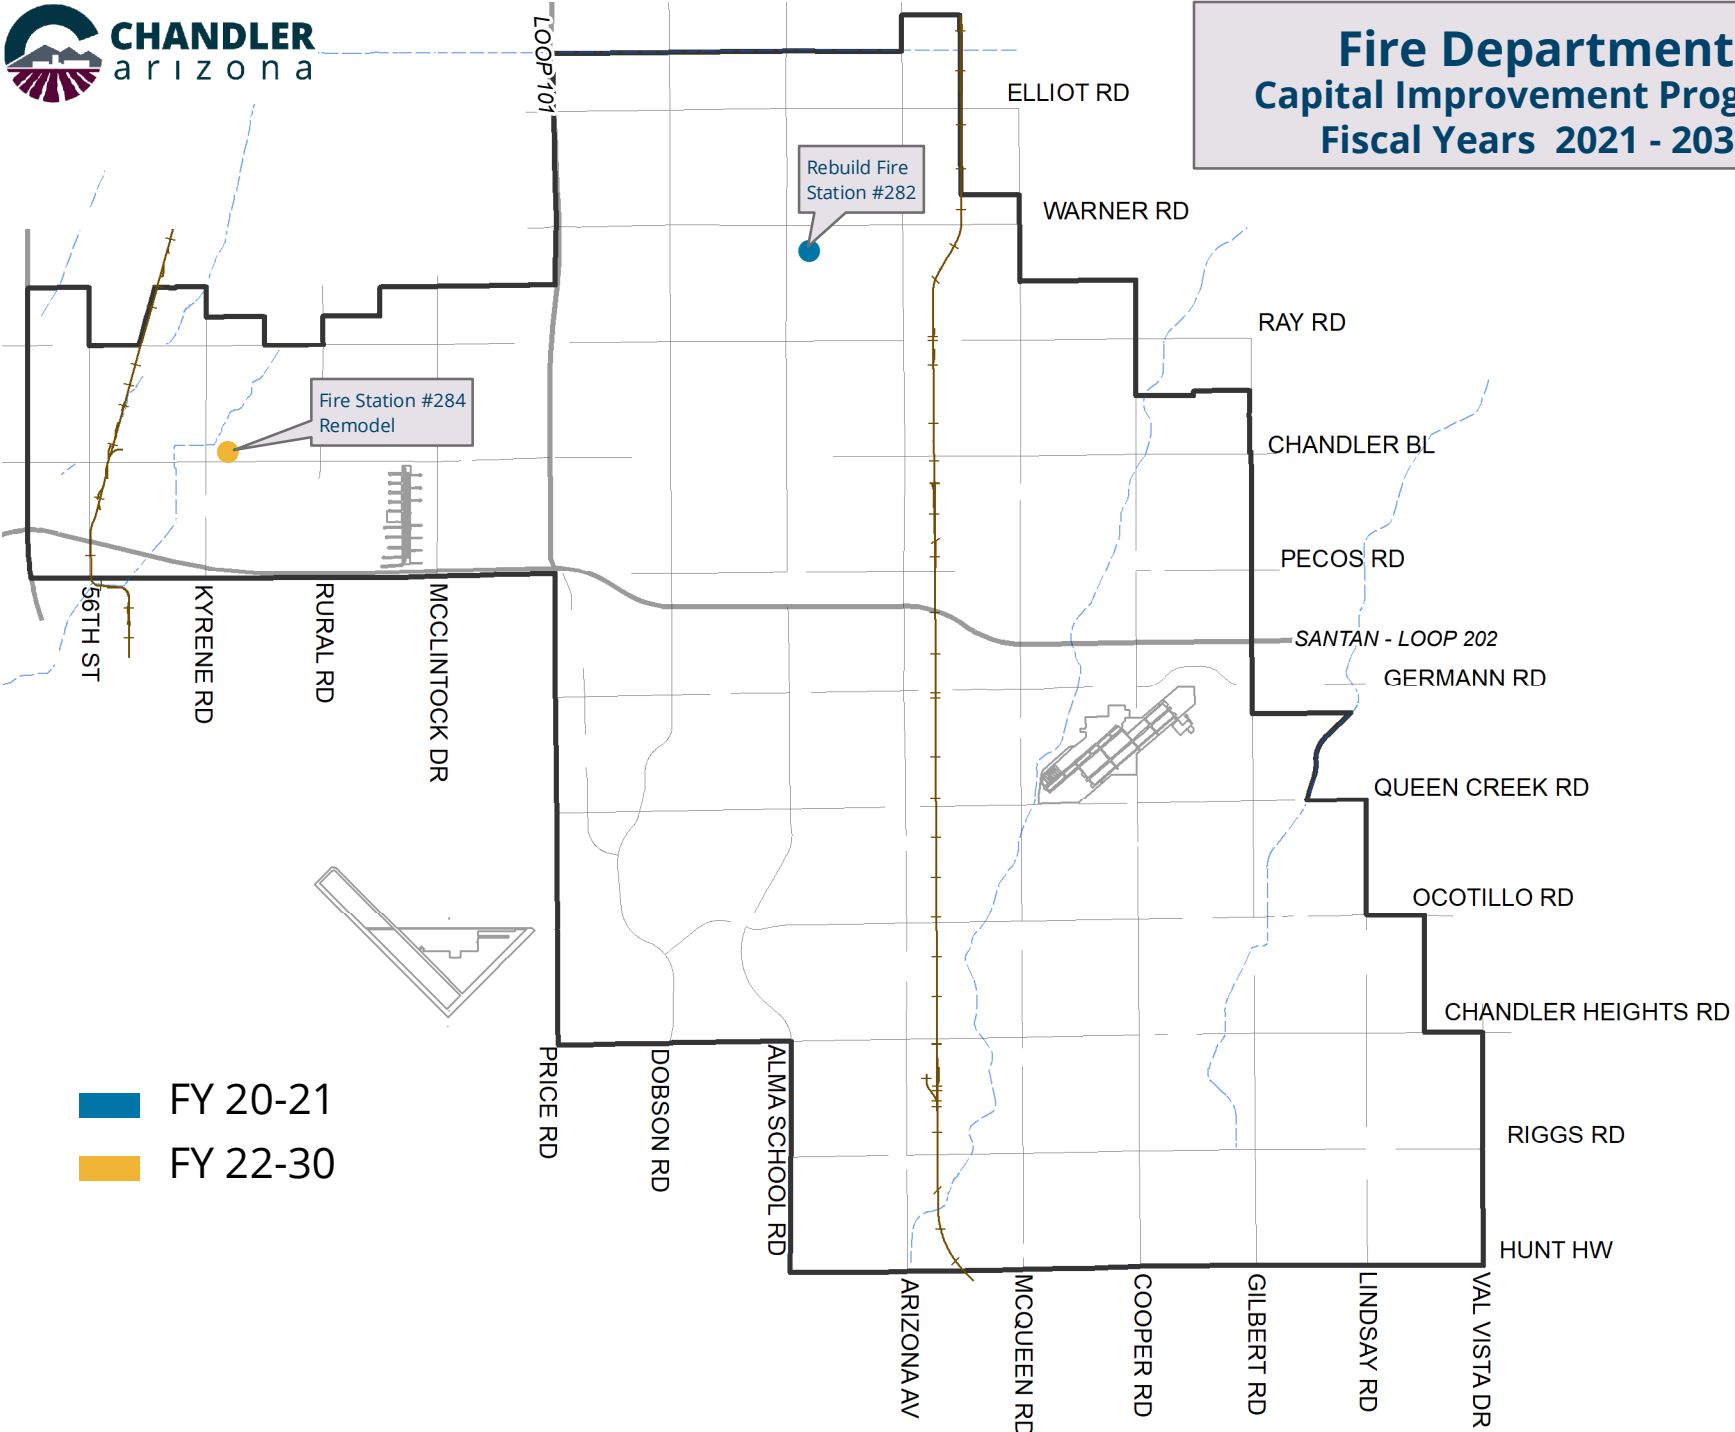 CHANDLER
arizona
Fire Department
Capital Improvement Prog
Fiscal Years 2021 - 203
LOOP 101
ELLIOT RD
Rebuild Fire
Station #282
WARNER RD
RAY RD
Fire Station #284
Remodel
CHANDLER BL
PECOS RD
56TH ST
KYRENE RD
RURAL RD
MCCLINTOCK DR
SANTAN - LOOP 202
GERMANN RD
QUEEN CREEK RD
OCOTILLO RD
CHANDLER HEIGHTS RD
PRICE RD
DOBSON RD
ALMA SCHOOL RD
FY 20-21
FY 22-30
RIGGS RD
HUNT HW
ARIZONA AV
MCQUEEN RD
COOPER RD
GILBERT RD
LINDSAY RD
VAL VISTA DR